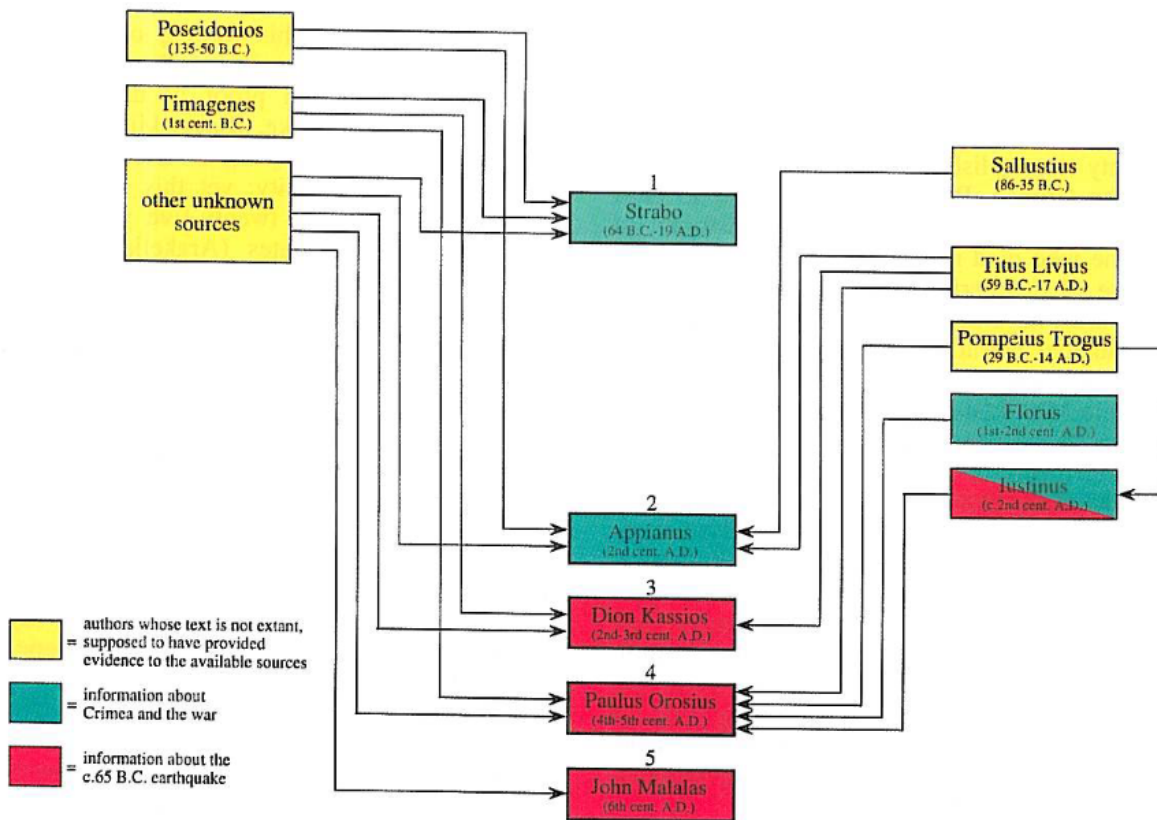 Poseidonios
(135-50 B.C.)
Timagenes
(1st cent. B.C.)
other unknown
sources
1
Strabo
(64 B.C.-19 A.D.)
2
Appianus
(2nd cent. A.D.)
3
Dion Kassios
(2nd-3rd cent. A.D.)
4
Paulus Orosius
(4th-5th cent. A.D.)
5
John Malalas
(6th cent. A.D.)
Sallustius
(86-35 B.C.)
Titus Livius
(59 B.C.-17 A.D.)
Pompeius Trogus
(29 B.C.-14 A.D.)
Florus
(1st-2nd cent. A.D.)
Iustinus
(c.2nd cent. A.D.)
= authors whose text is not extant,
supposed to have provided
evidence to the available sources
= information about
Crimea and the war
= information about the
c.65 B.C. earthquake